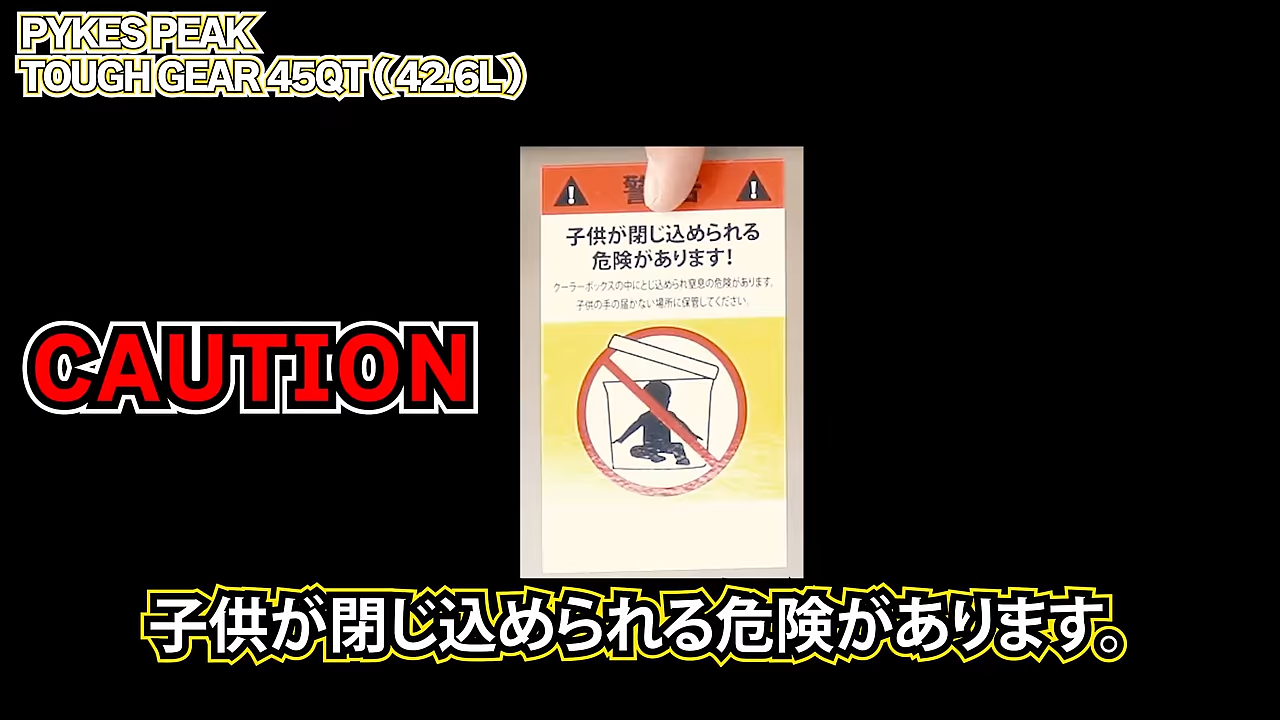 PYKES PEAK
TOUGH GEAR 45QT（42.6L）
子供が閉じ込められる
危険があります!
クーラーボックスの中にとじ込められ窒息の危険があります。
子供の手の届かない場所に保管してください。
CAUTION
子供が閉じ込められる危険があります。